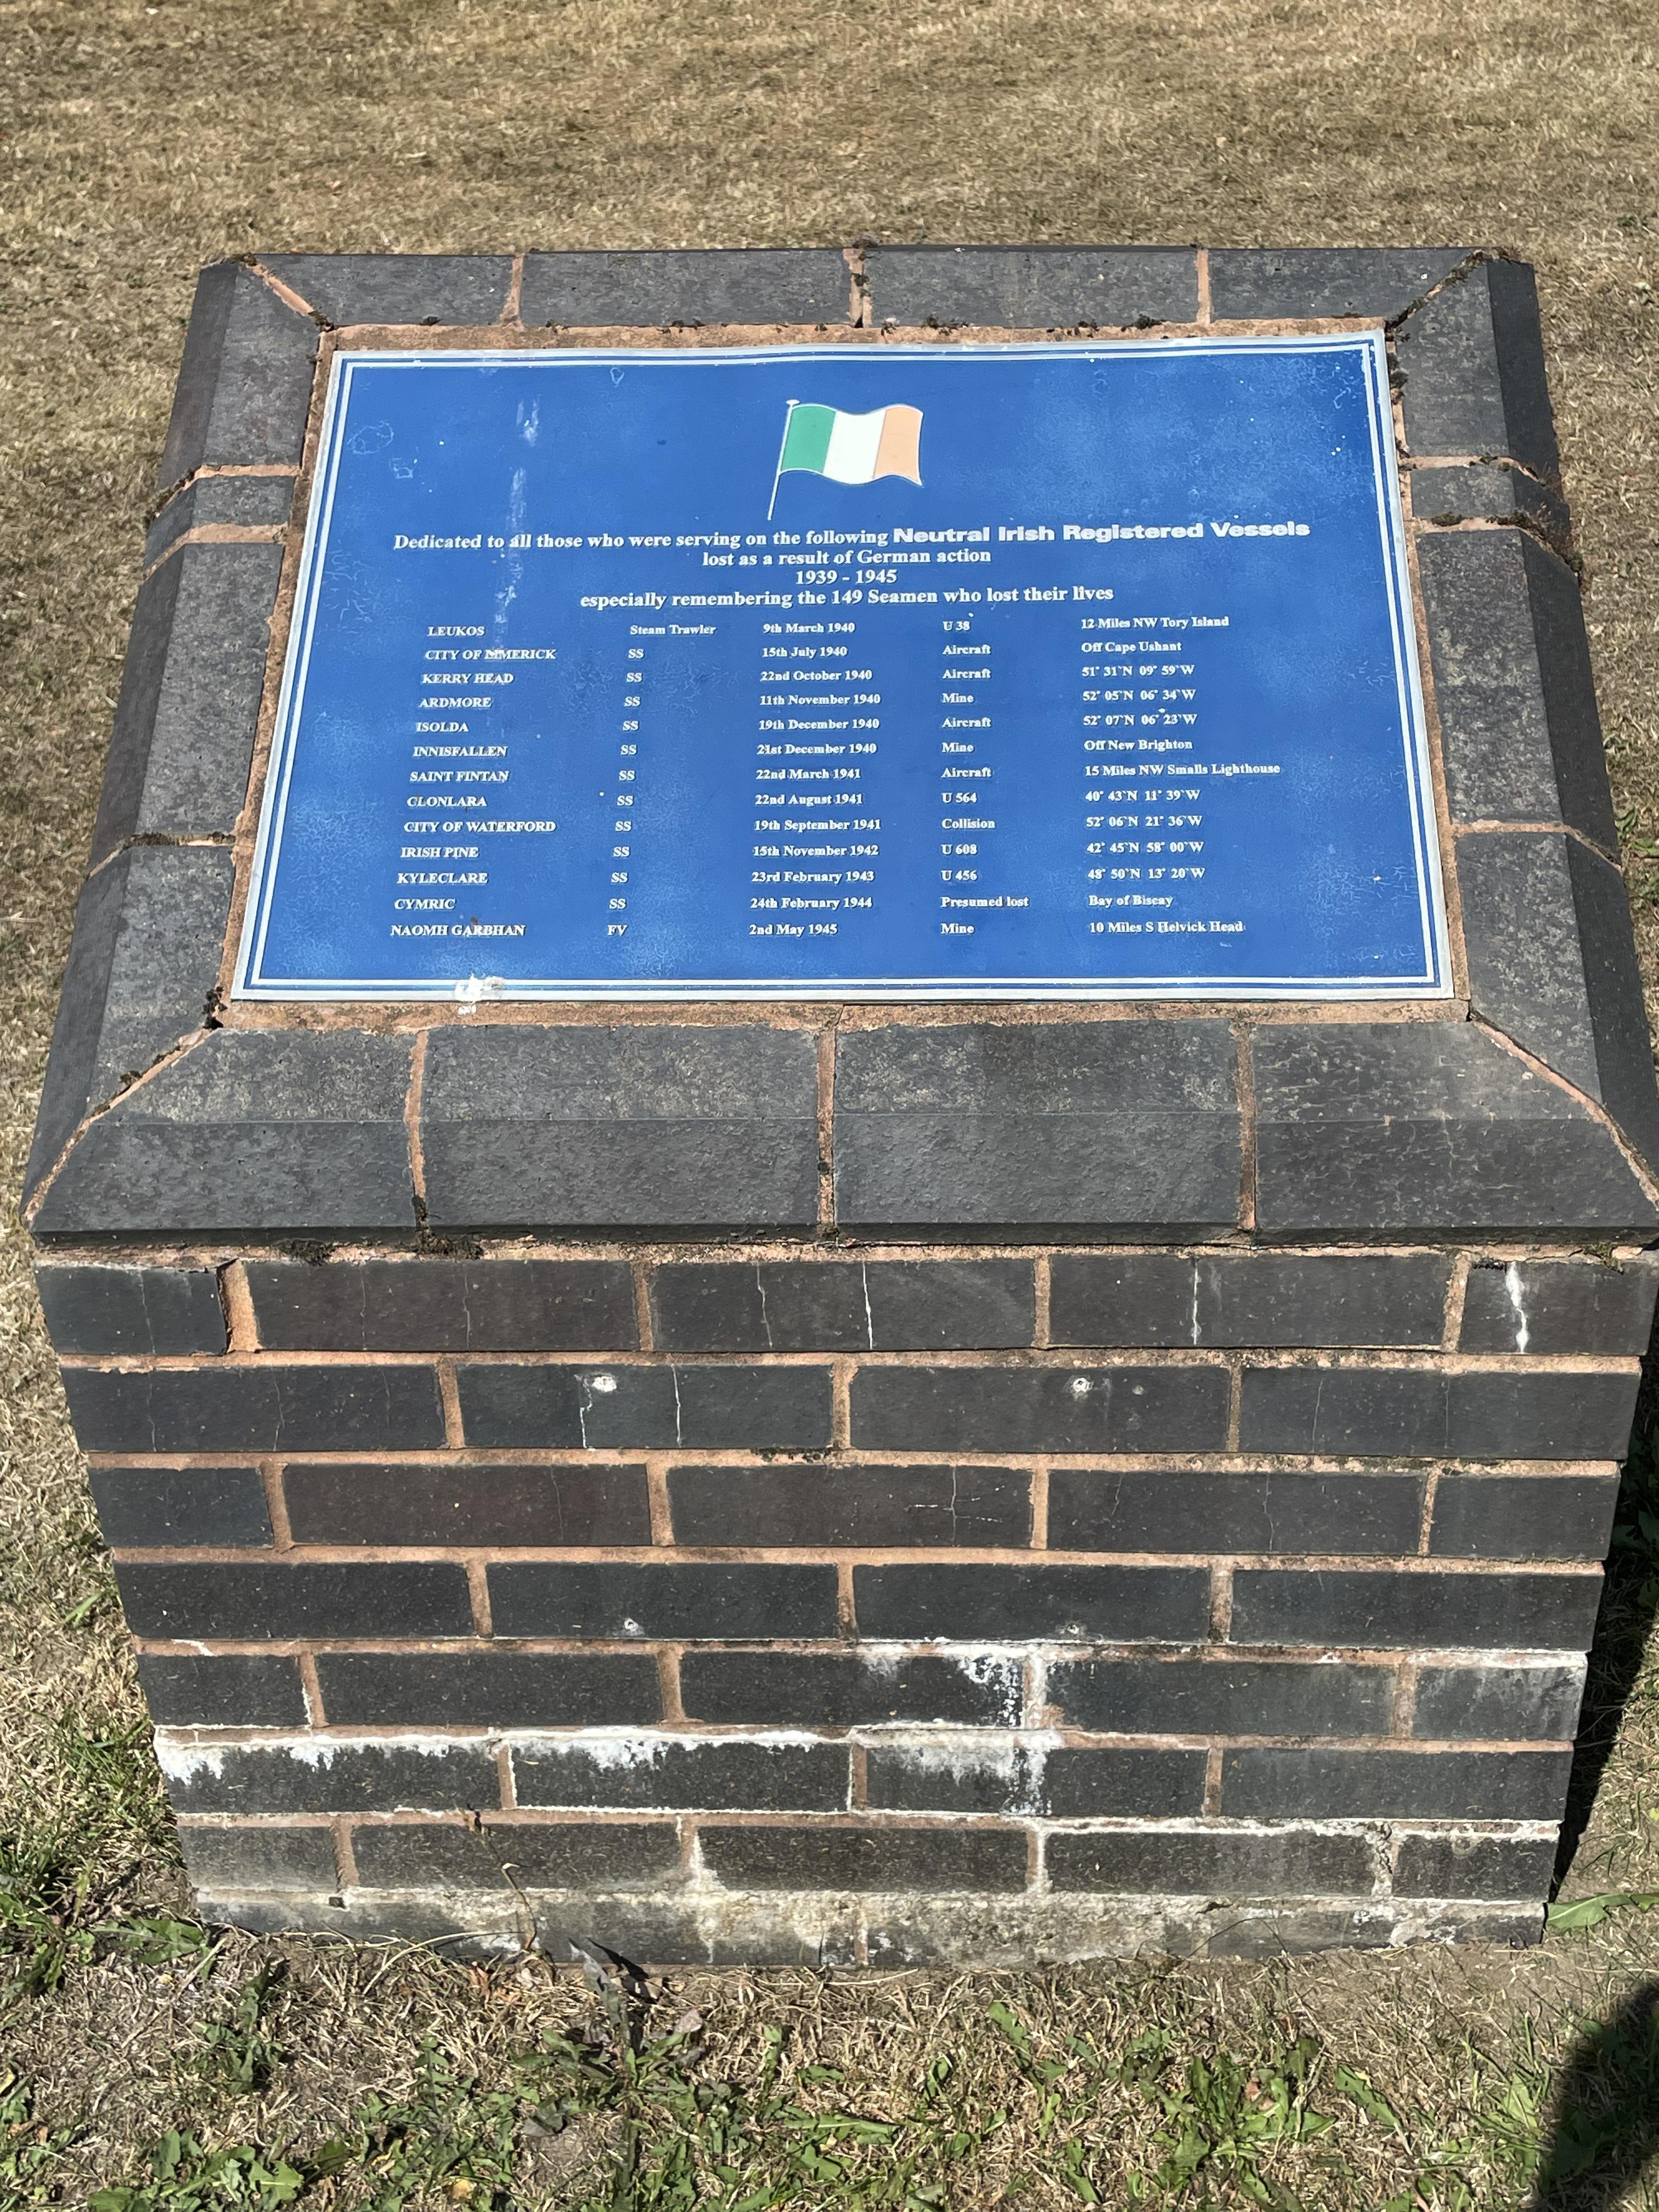 Dedicated to all those who were serving on the following Neutral Irish Registered Vessels
lost as a result of German action
1939 - 1945
especially remembering the 149 Seamen who lost their lives
LEUKOS Steam Trawler 9th March 1940 U 38 12 Miles NW Tory Island
CITY OF LIMERICK SS 15th July 1940 Aircraft Off Cape Ushant
KERRY HEAD SS 22nd October 1940 Aircraft 51° 31`N 09° 59`W
ARDMORE SS 11th November 1940 Mine 52° 05`N 06° 34`W
ISOLDA SS 19th December 1940 Aircraft 52° 07`N 06° 23`W
INNISFALLEN SS 21st December 1940 Mine Off New Brighton
SAINT FINTAN SS 22nd March 1941 Aircraft 15 Miles NW Smalls Lighthouse
CLONLARA SS 22nd August 1941 U 564 40° 43`N 11° 39`W
CITY OF WATERFORD SS 19th September 1941 Collision 52° 06`N 21° 36`W
IRISH PINE SS 15th November 1942 U 608 42° 45`N 58° 00`W
KYLECLARE SS 23rd February 1943 U 456 48° 50`N 13° 20`W
CYMRIC SS 24th February 1944 Presumed lost Bay of Biscay
NAOMH GARBHAN FV 2nd May 1945 Mine 10 Miles S Helvick Head